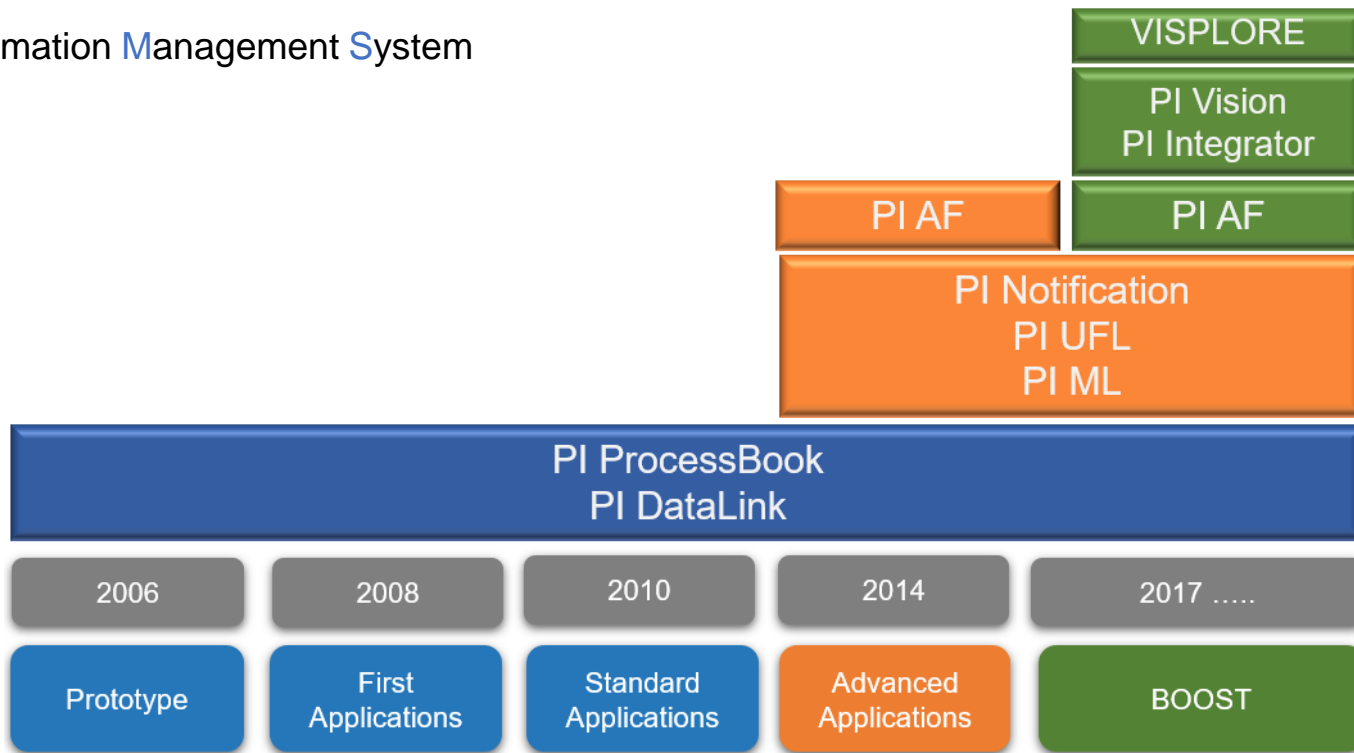 mation Management System
VISPLORE
PI Vision
PI Integrator
PI AF
PI AF
PI Notification
PI UFL
PI ML
PI ProcessBook
PI DataLink
2006
2008
2010
2014
2017 .....
Prototype
First
Applications
Standard
Applications
Advanced
Applications
BOOST